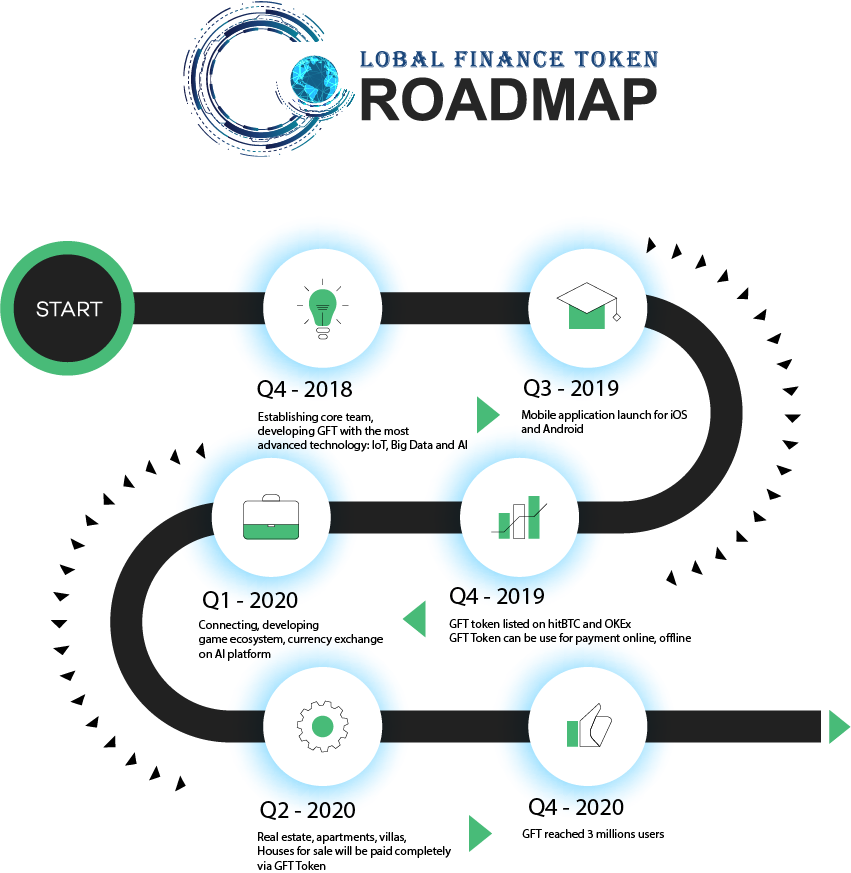 LOBAL FINANCE TOKEN
ROADMAP
START
Q4 - 2018
Establishing core team,
developing GFT with the most
advanced technology: IoT, Big Data and AI
Q3 - 2019
Mobile application launch for iOS
and Android
Q4 - 2019
GFT token listed on hitBTC and OKEx
GFT Token can be use for payment online, offline
Q1 - 2020
Connecting, developing
game ecosystem, currency exchange
on AI platform
Q2 - 2020
Real estate, apartments, villas,
Houses for sale will be paid completely
via GFT Token
Q4 - 2020
GFT reached 3 millions users